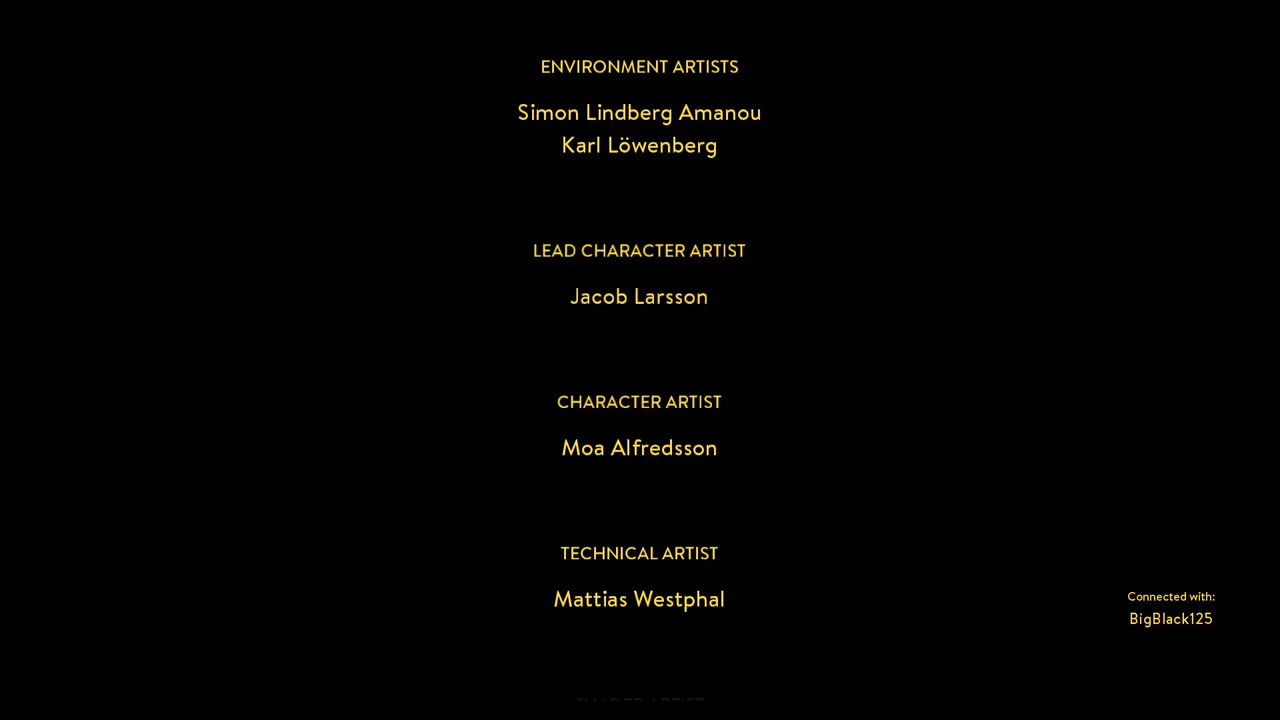 ENVIRONMENT ARTISTS
Simon Lindberg Amanou
Karl Löwenberg
LEAD CHARACTER ARTIST
Jacob Larsson
CHARACTER ARTIST
Moa Alfredsson
TECHNICAL ARTIST
Mattias Westphal
Connected with:
BigBlack125